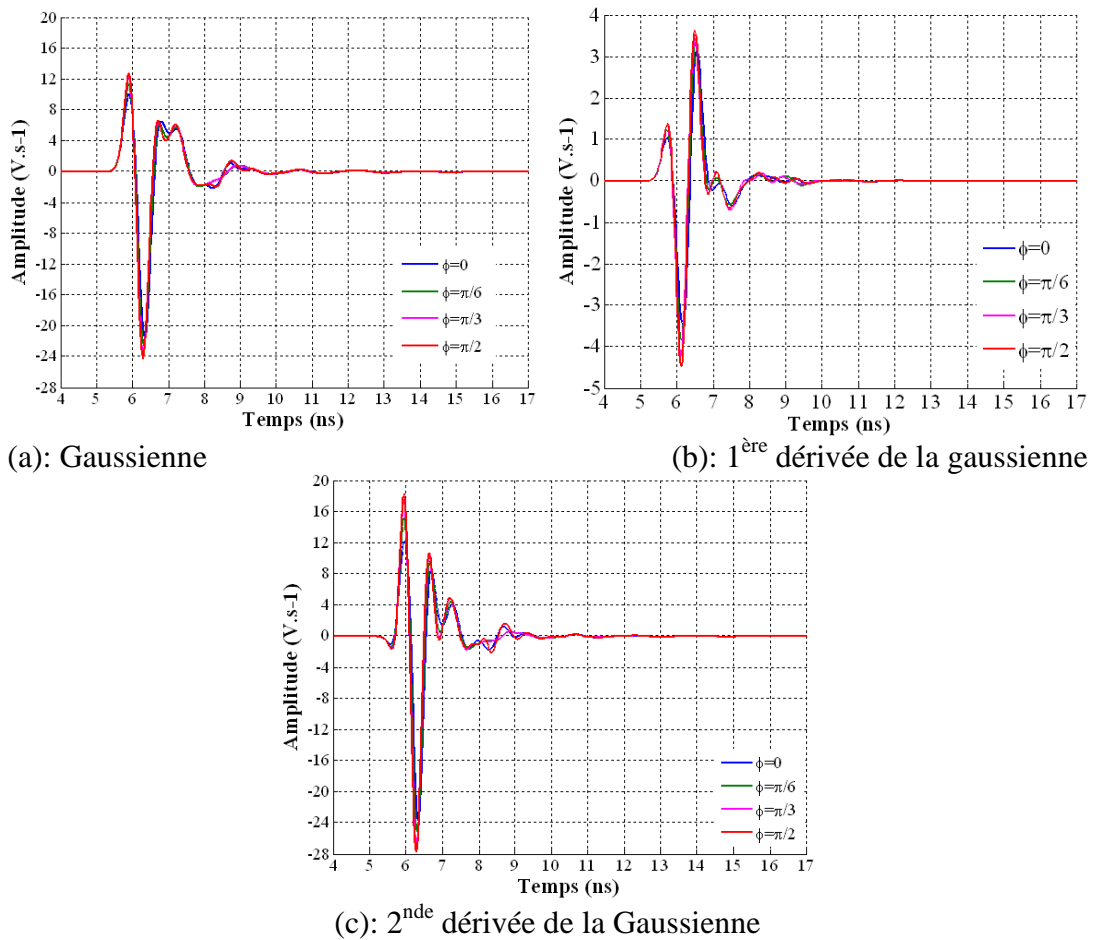 20
16
12
8
4
0
-4
-8
-12
-16
-20
-24
-28
Amplitude (V.s-1)
ϕ=0
ϕ=π/6
ϕ=π/3
ϕ=π/2
4 5 6 7 8 9 10 11 12 13 14 15 16 17
Temps (ns)
(a): Gaussienne
4
3
2
1
0
-1
-2
-3
-4
-5
Amplitude (V.s-1)
ϕ=0
ϕ=π/6
ϕ=π/3
ϕ=π/2
4 5 6 7 8 9 10 11 12 13 14 15 16 17
Temps (ns)
(b): 1ère dérivée de la gaussienne
20
16
12
8
4
0
-4
-8
-12
-16
-20
-24
-28
Amplitude (V.s-1)
ϕ=0
ϕ=π/6
ϕ=π/3
ϕ=π/2
4 5 6 7 8 9 10 11 12 13 14 15 16 17
Temps (ns)
(c): 2nde dérivée de la Gaussienne